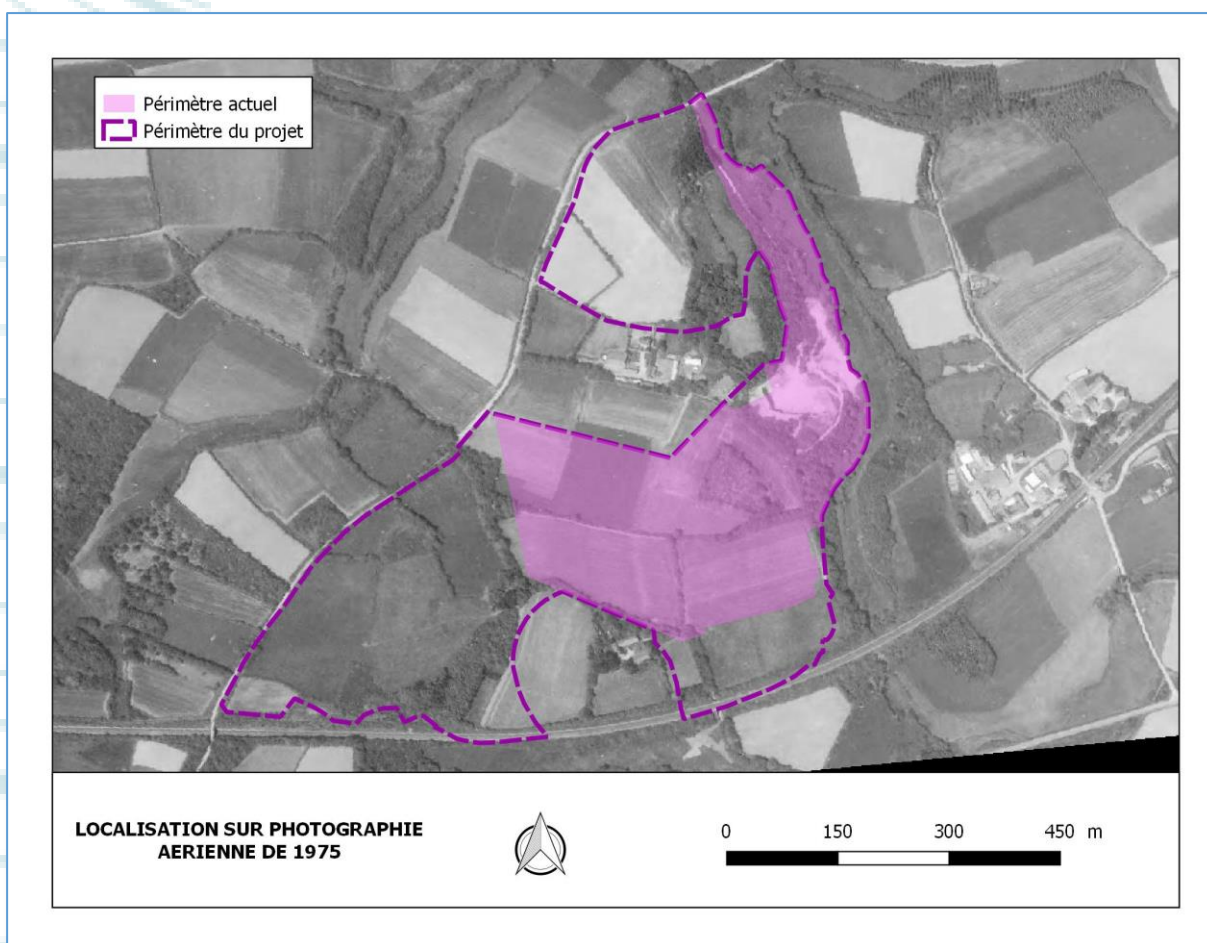 Périmètre actuel
Périmètre du projet
LOCALISATION SUR PHOTOGRAPHIE
AERIENNE DE 1975
0 150 300 450 m